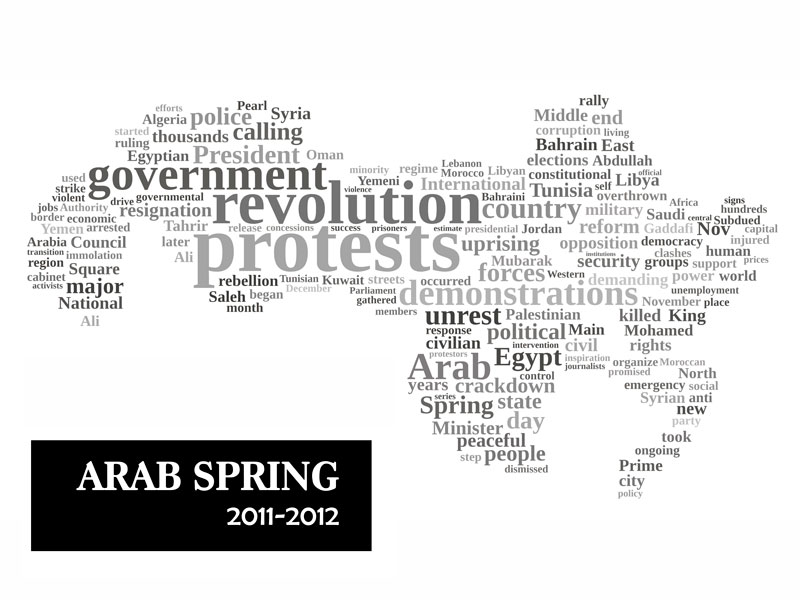 efforts Pearl
Algeria police Syria
started thousands calling
ruling
Egyptian President Oman
rally
Middle end
corruption living
Bahrain East
elections Abdullah
used government minority regime Lebanon
Morocco Libyan constitutional official
strike Yemeni International Tunisia self Libya
violent drive governmental violence revolution Bahraini overthrown
jobs Authority resignation country military Africa signs
border economic Saudi central hundreds
Subdued
Yemen arrested Tahrir release concessions success prisoners estimate presidential Jordan reform Gaddafi Nov capital
Arabia Council later protests uprising opposition democracy injured
transition immolation Ali institutions clashes human
region Square Mubarak security groups support prices
cabinet rebellion Tunisian Kuwait streets occurred forces Western demanding power world
activists major December Parliament demonstrations unemployment
National Saleh began gathered November place
month members
Ali
unrest Palestinian killed King
response political Main Mohamed
civilian intervention civil rights
protestors Egypt inspiration
Arab journalists organize Moroccan
control promised North
years crackdown emergency social
series Syrian anti
Spring state new
Minister day party
peaceful took
step people ongoing
dismissed Prime
city
policy
ARAB SPRING
2011-2012